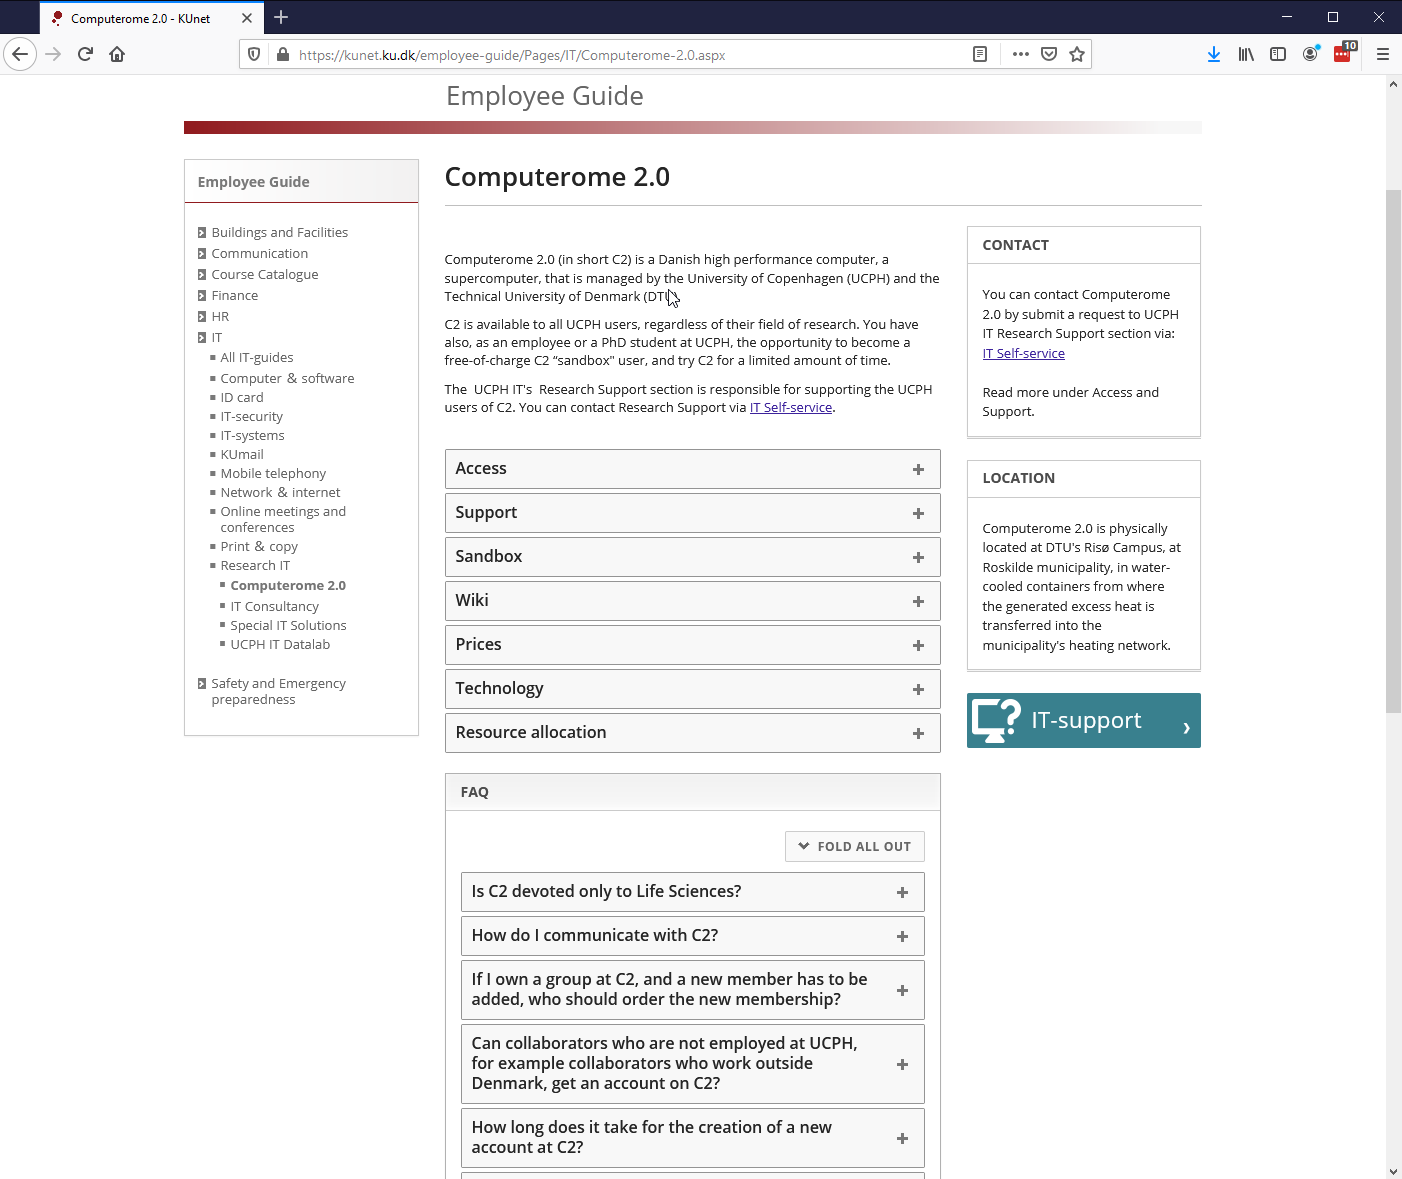 Computerome 2.0 - KUnet
https://kunet.ku.dk/employee-guide/Pages/IT/Computerome-2.0.aspx
10
Employee Guide
Employee Guide
Buildings and Facilities
Communication
Course Catalogue
Finance
HR
IT
All IT-guides
Computer & software
ID card
IT-security
IT-systems
KUmail
Mobile telephony
Network & internet
Online meetings and
conferences
Print & copy
Research IT
Computerome 2.0
IT Consultancy
Special IT Solutions
UCPH IT Datalab
Safety and Emergency
preparedness
Computerome 2.0
Computerome 2.0 (in short C2) is a Danish high performance computer, a
supercomputer, that is managed by the University of Copenhagen (UCPH) and the
Technical University of Denmark (DTU).
C2 is available to all UCPH users, regardless of their field of research. You have
also, as an employee or a PhD student at UCPH, the opportunity to become a
free-of-charge C2 “sandbox" user, and try C2 for a limited amount of time.
The UCPH IT's Research Support section is responsible for supporting the UCPH
users of C2. You can contact Research Support via IT Self-service.
Access
Support
Sandbox
Wiki
Prices
Technology
Resource allocation
FAQ
FOLD ALL OUT
Is C2 devoted only to Life Sciences?
How do I communicate with C2?
If I own a group at C2, and a new member has to be
added, who should order the new membership?
Can collaborators who are not employed at UCPH,
for example collaborators who work outside
Denmark, get an account on C2?
How long does it take for the creation of a new
account at C2?
CONTACT
You can contact Computerome
2.0 by submit a request to UCPH
IT Research Support section via:
IT Self-service
Read more under Access and
Support.
LOCATION
Computerome 2.0 is physically
located at DTU's Risø Campus, at
Roskilde municipality, in water-
cooled containers from where
the generated excess heat is
transferred into the
municipality's heating network.
IT-support